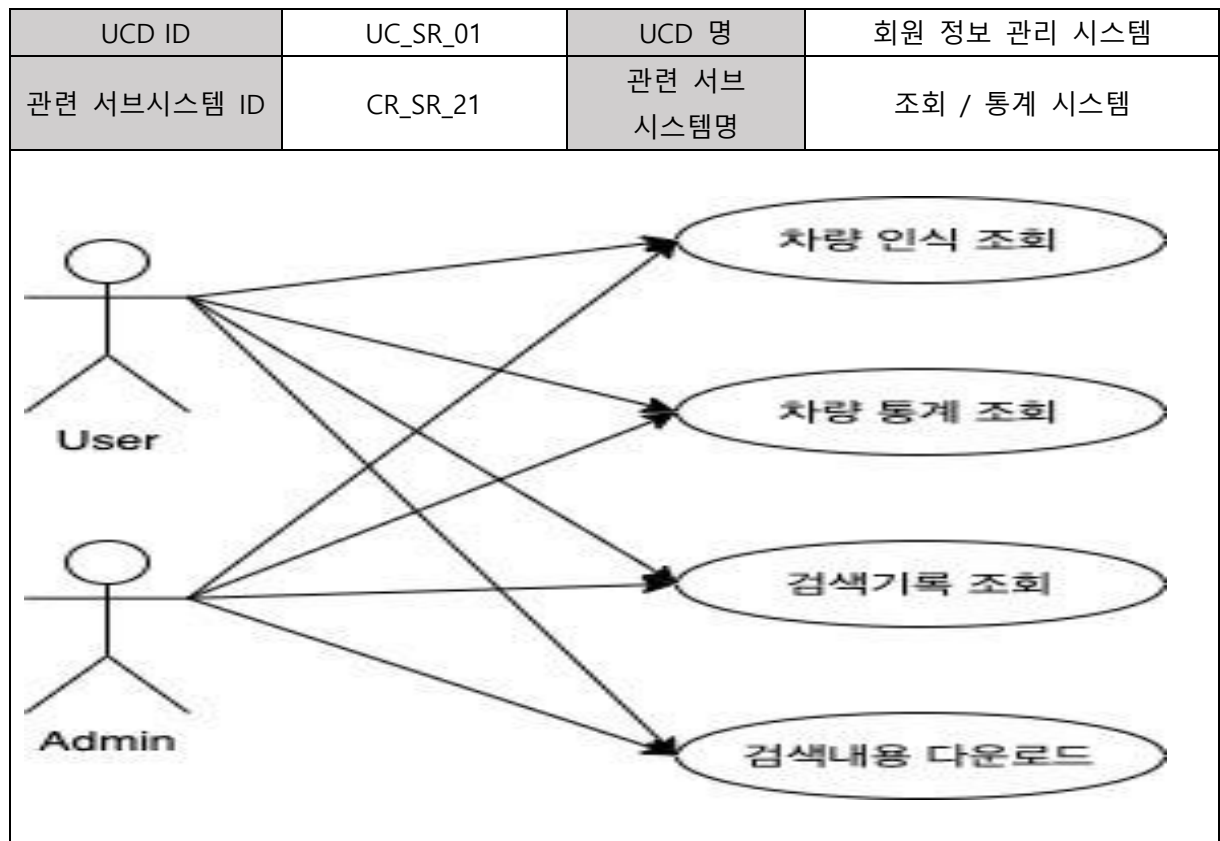 UCD ID UC_SR_01 UCD 명 회원 정보 관리 시스템
관련 서브시스템 ID CR_SR_21 관련 서브
시스템명 조회 / 통계 시스템
차량 인식 조회
차량 통계 조회
User
검색기록 조회
Admin
검색내용 다운로드